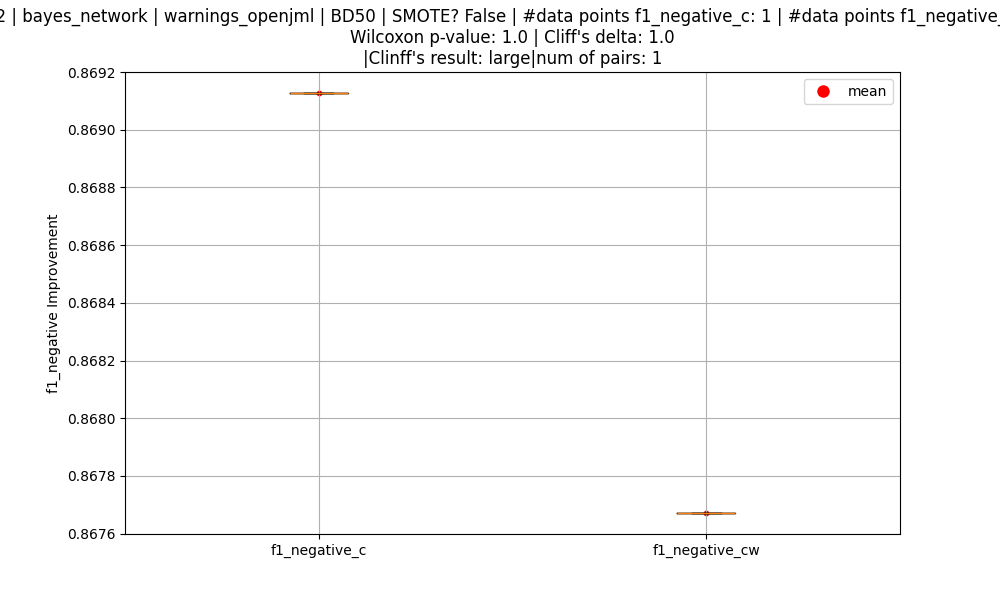 2 | bayes_network | warnings_openjml | BD50 | SMOTE? False | #data points f1_negative_c: 1 | #data points f1_negative_
Wilcoxon p-value: 1.0 | Cliff's delta: 1.0
|Clinff's result: large|num of pairs: 1
mean
0.8692
0.8690
0.8688
0.8686
0.8684
0.8682
0.8680
0.8678
0.8676
f1_negative Improvement
f1_negative_c
f1_negative_cw